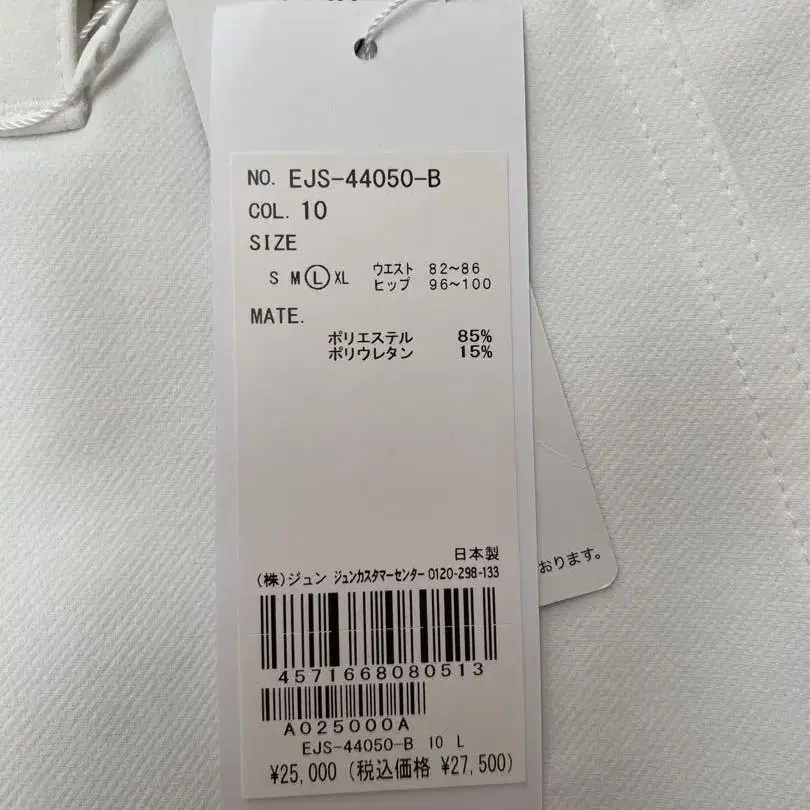 NO. EJS-44050-B
COL. 10
SIZE
S M L XL ウエスト 82~86
ヒップ 96~100
MATE.
ポリエステル 85%
ポリウレタン 15%
日本製
(株)ジュン ジュンカスタマーセンター 0120-298-133
おります。
4571668080513
A025000A
EJS-44050-B 10 L
¥25,000 (税込価格 ¥27,500)